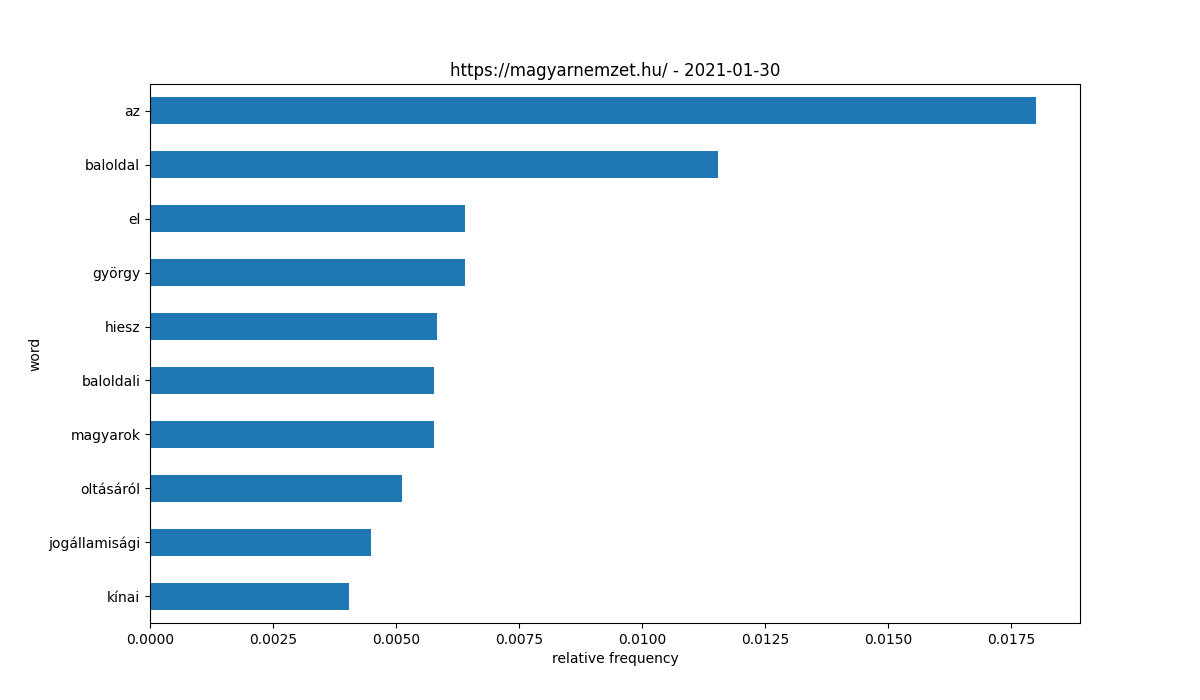 https://magyarnemzet.hu/ - 2021-01-30
az
baloldal
el
györgy
hiesz
baloldali
magyarok
oltásáról
jogállamisági
kínai
word
0.0000 0.0025 0.0050 0.0075 0.0100 0.0125 0.0150 0.0175
relative frequency